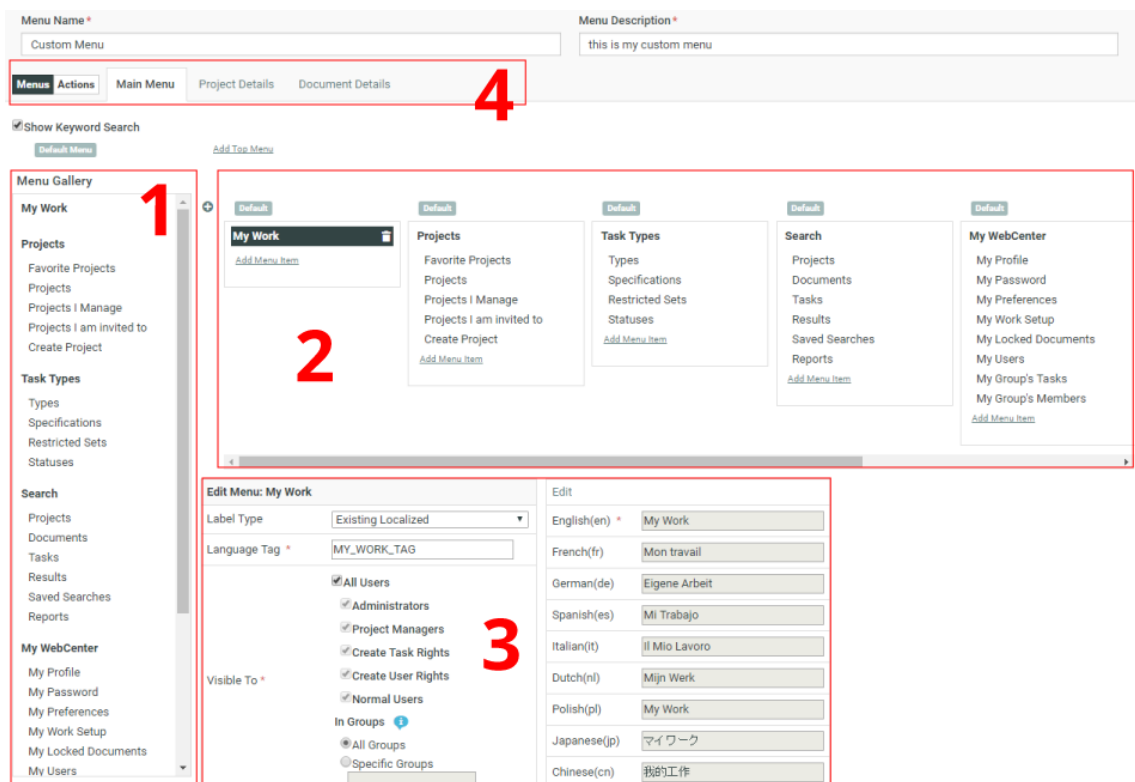 Menu Name* Menu Description*
Custom Menu this is my custom menu
Menus Actions Main Menu Project Details Document Details
4
Show Keyword Search
Default Menu Add Top Menu
Menu Gallery
1
My Work
Projects
Favorite Projects
Projects
Projects I Manage
Projects I am invited to
Create Project
Task Types
Types
Specifications
Restricted Sets
Statuses
Search
Projects
Documents
Tasks
Results
Saved Searches
Reports
My WebCenter
My Profile
My Password
My Preferences
My Work Setup
My Locked Documents
My Users
Default
My Work
Add Menu Item
2
Default
Projects
Favorite Projects
Projects
Projects I Manage
Projects I am invited to
Create Project
Add Menu Item
Default
Task Types
Types
Specifications
Restricted Sets
Statuses
Add Menu Item
Default
Search
Projects
Documents
Tasks
Results
Saved Searches
Reports
Add Menu Item
Default
My WebCenter
My Profile
My Password
My Preferences
My Work Setup
My Locked Documents
My Users
My Group's Tasks
My Group's Members
Add Menu Item
Edit Menu: My Work
Label Type Existing Localized
Language Tag * MY_WORK_TAG
Visible To *
All Users
Administrators
Project Managers
Create Task Rights
Create User Rights
Normal Users
In Groups
All Groups
Specific Groups
3
Edit
English(en) * My Work
French(fr) Mon travail
German(de) Eigene Arbeit
Spanish(es) Mi Trabajo
Italian(it) Il Mio Lavoro
Dutch(nl) Mijn Werk
Polish(pl) My Work
Japanese(jp) マイワーク
Chinese(cn) 我的工作